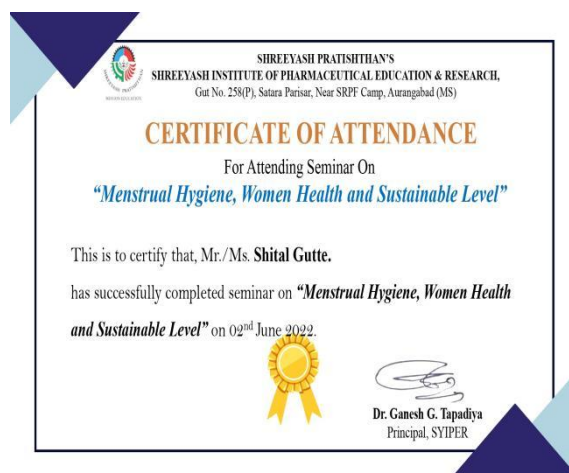 SHREEYASH PRATISHTHAN'S
SHREEYASH INSTITUTE OF PHARMACEUTICAL EDUCATION & RESEARCH,
Gut No. 258(P), Satara Parisar, Near SRPF Camp, Aurangabad (MS)
CERTIFICATE OF ATTENDANCE
For Attending Seminar On
“Menstrual Hygiene, Women Health and Sustainable Level”
This is to certify that, Mr./Ms. Shital Gutte.
has successfully completed seminar on “Menstrual Hygiene, Women Health
and Sustainable Level” on 02nd June 2022.
Dr. Ganesh G. Tapadiya
Principal, SYIPER